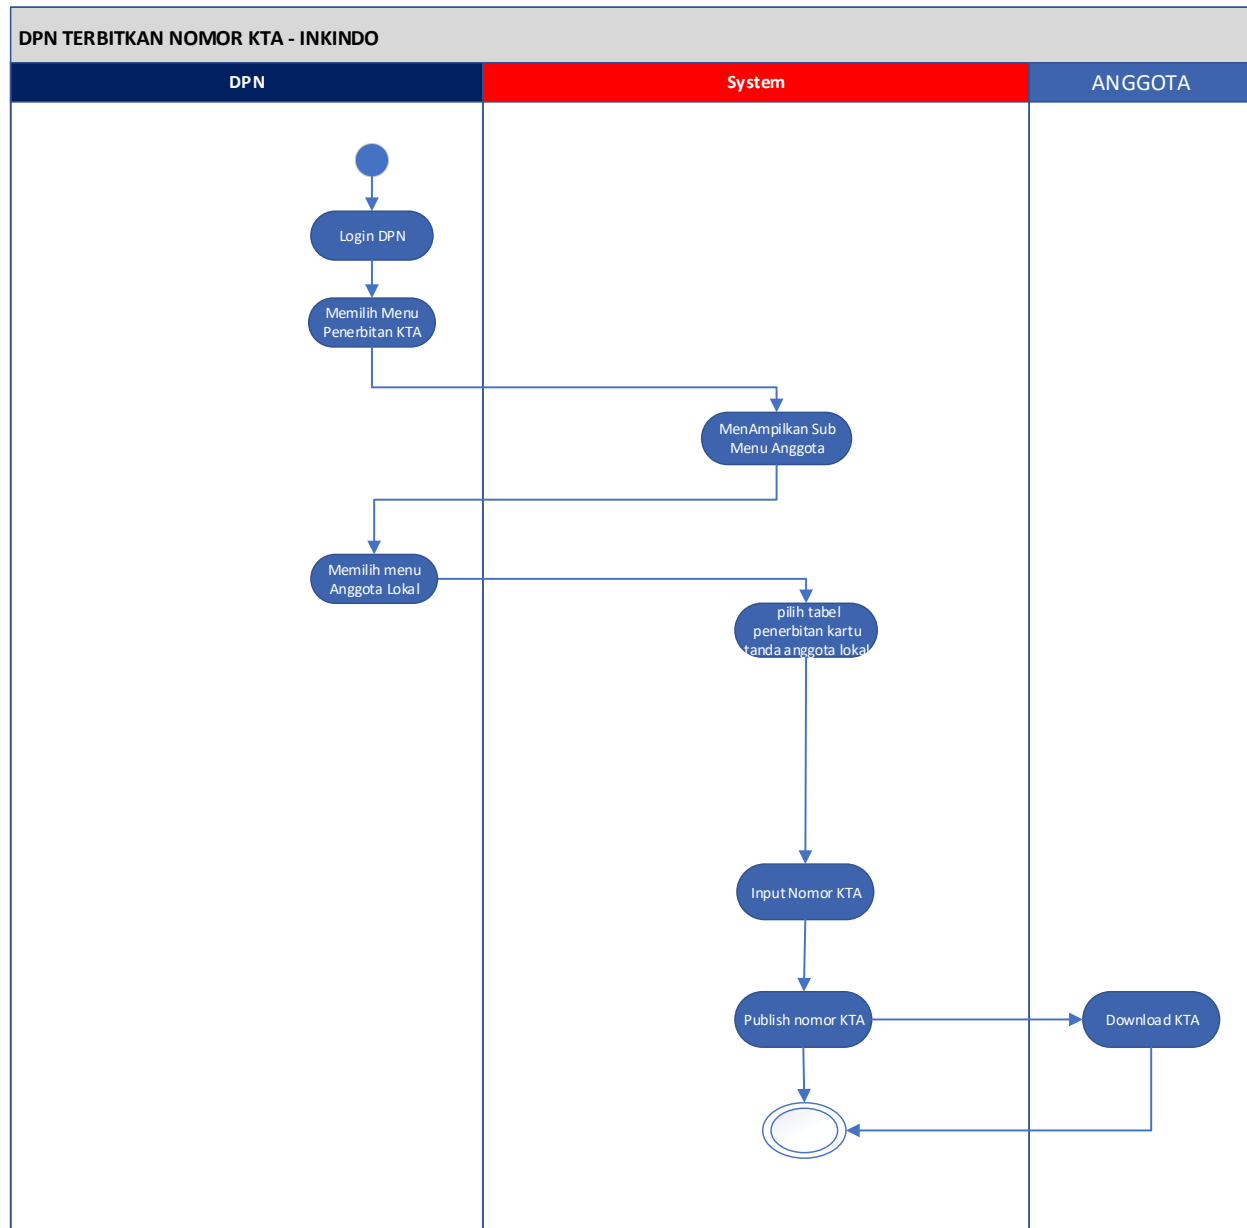 DPN TERBITKAN NOMOR KTA - INKINDO
DPN
System
ANGGOTA
Login DPN
Memilih Menu
Penerbitan KTA
MenAmpilkan Sub
Menu Anggota
Memilih menu
Anggota Lokal
pilih tabel
penerbitan kartu
tanda anggota lokal
Input Nomor KTA
Publish nomor KTA
Download KTA